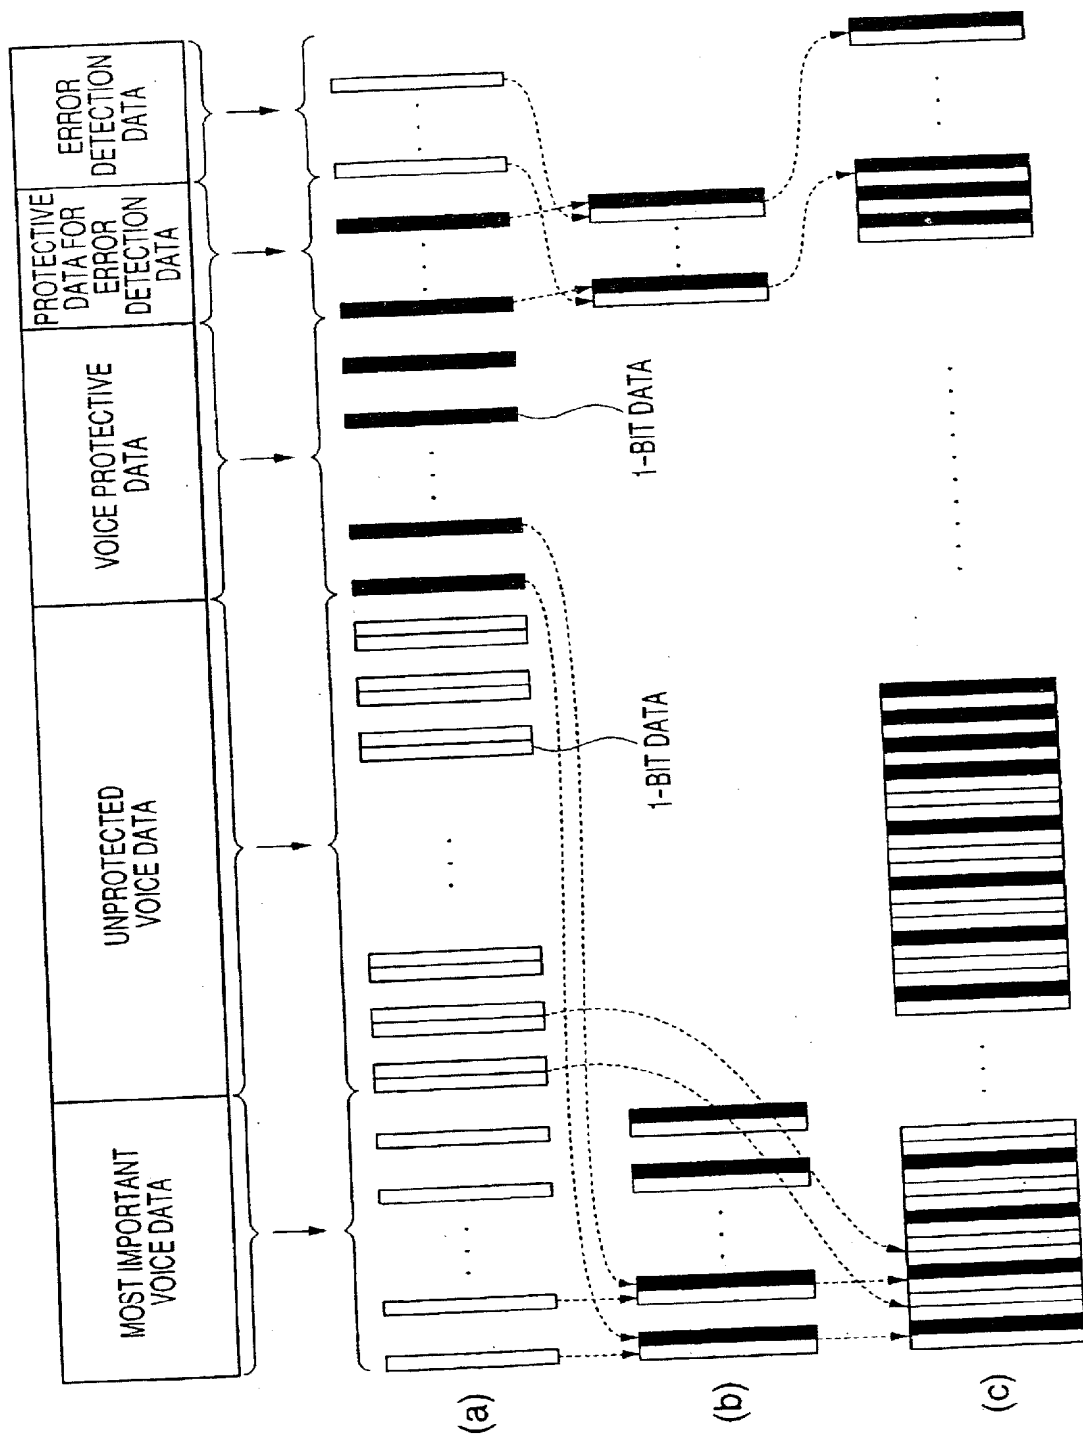 MOST IMPORTANT
VOICE DATA
UNPROTECTED
VOICE DATA
VOICE PROTECTIVE
DATA
PROTECTIVE
DATA FOR
ERROR
DETECTION
DATA
ERROR
DETECTION
DATA
(a)
1-BIT DATA
1-BIT DATA
(b)
(c)